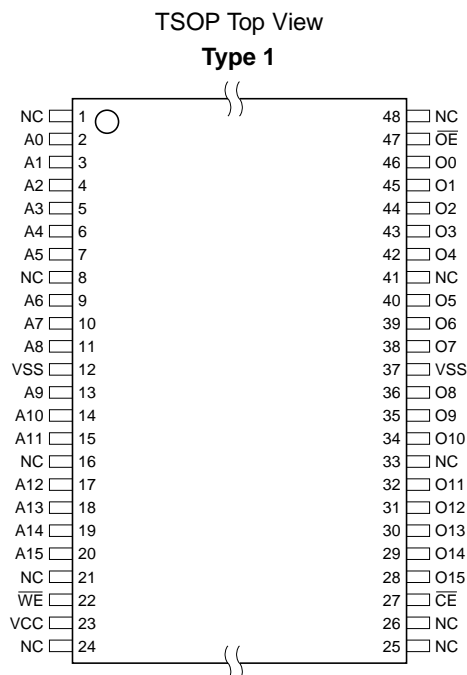 TSOP Top View
Type 1
NC 1 48 NC
A0 2 47 O̅E̅
A1 3 46 O0
A2 4 45 O1
A3 5 44 O2
A4 6 43 O3
A5 7 42 O4
NC 8 41 NC
A6 9 40 O5
A7 10 39 O6
A8 11 38 O7
VSS 12 37 VSS
A9 13 36 O8
A10 14 35 O9
A11 15 34 O10
NC 16 33 NC
A12 17 32 O11
A13 18 31 O12
A14 19 30 O13
A15 20 29 O14
NC 21 28 O15
W̅E̅ 22 27 C̅E̅
VCC 23 26 NC
NC 24 25 NC